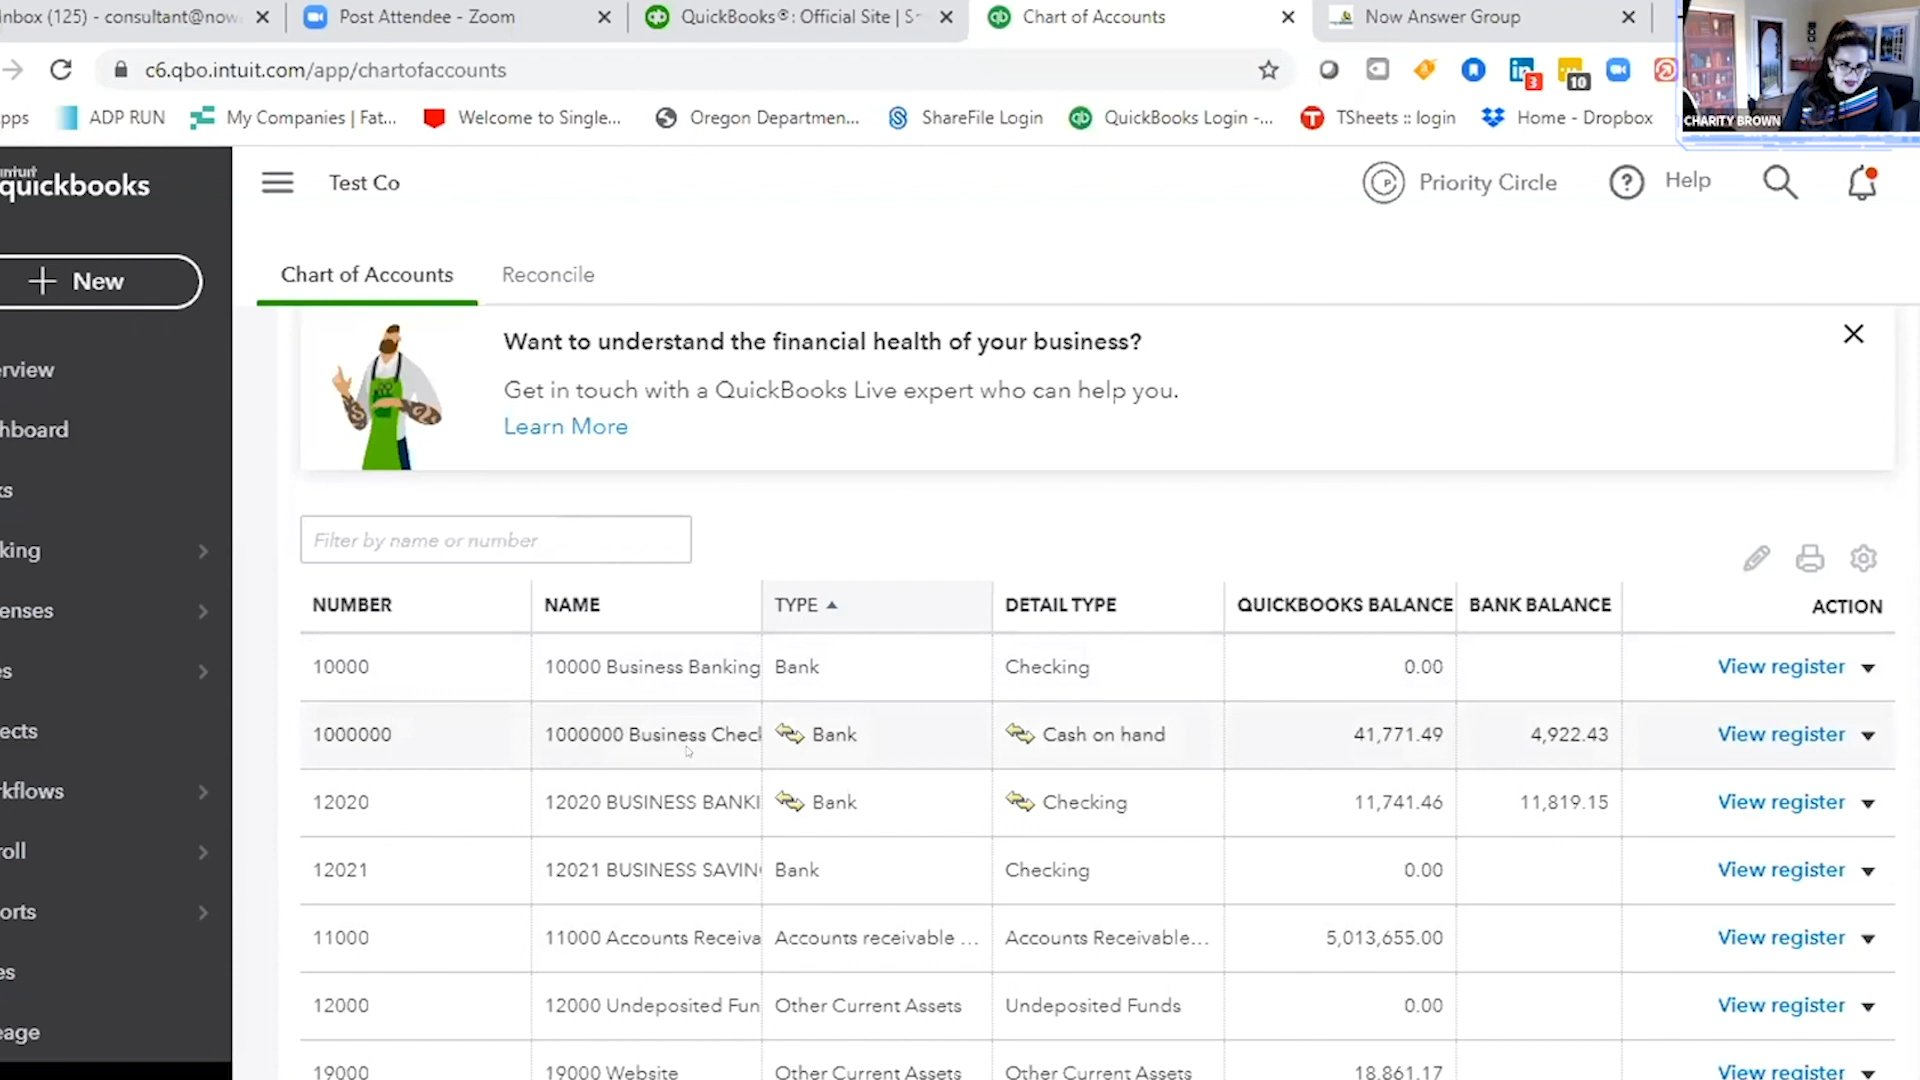 nbox (125) - consultant@now
Post Attendee - Zoom
QuickBooks®: Official Site | S
Chart of Accounts
Now Answer Group
c6.qbo.intuit.com/app/chartofaccounts
3
10
pps
ADP RUN
My Companies | Fat...
Welcome to Single...
Oregon Departmen...
ShareFile Login
QuickBooks Login -...
TSheets :: login
Home - Dropbox
CHARITY BROWN
intuit
quickbooks
Test Co
Priority Circle
Help
New
Chart of Accounts
Reconcile
Want to understand the financial health of your business?
Get in touch with a QuickBooks Live expert who can help you.
Learn More
erview
hboard
ks
king
enses
es
ects
kflows
roll
orts
es
eage
Filter by name or number
NUMBER NAME TYPE DETAIL TYPE QUICKBOOKS BALANCE BANK BALANCE ACTION
10000 10000 Business Banking Bank Checking 0.00 View register
1000000 1000000 Business Check Bank Cash on hand 41,771.49 4,922.43 View register
12020 12020 BUSINESS BANKI Bank Checking 11,741.46 11,819.15 View register
12021 12021 BUSINESS SAVIN Bank Checking 0.00 View register
11000 11000 Accounts Receiva Accounts receivable ... Accounts Receivable... 5,013,655.00 View register
12000 12000 Undeposited Fun Other Current Assets Undeposited Funds 0.00 View register
19000 19000 Website Other Current Assets Other Current Assets 18,861.17 View register